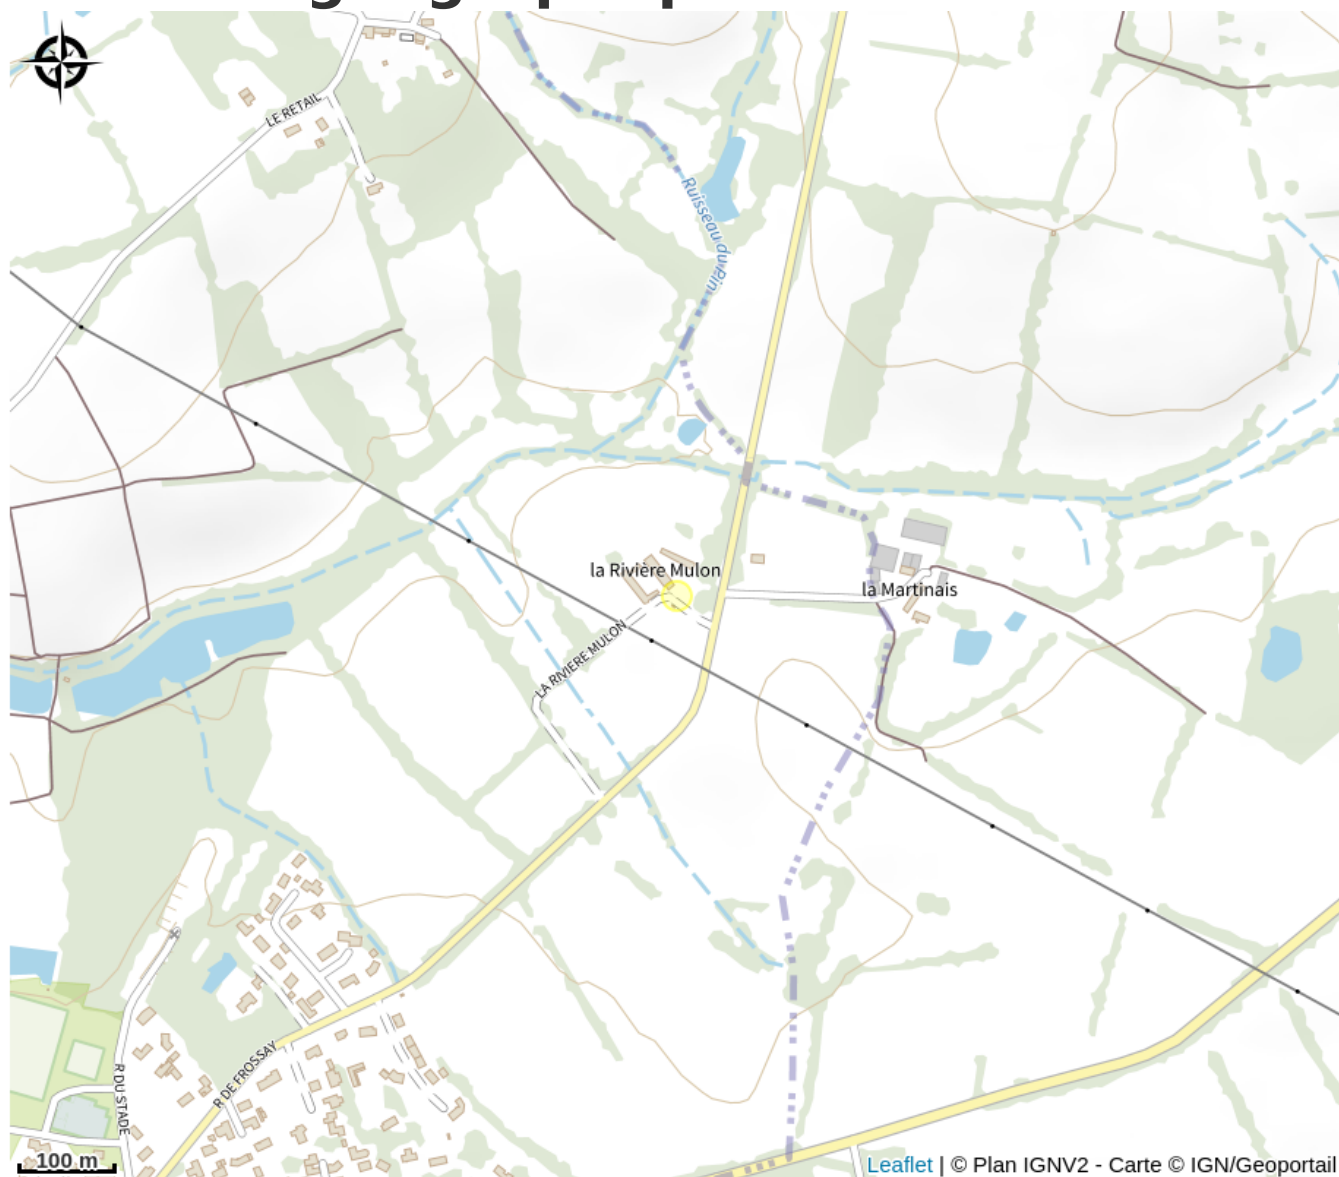 LE RETAIL
Ruisseau du Pin
la Rivière Mulon
la Martinais
LA RIVIERE MULON
R DE FROSSAY
R DU STADE
100 m
Leaflet | © Plan IGNV2 - Carte © IGN/Geoportail